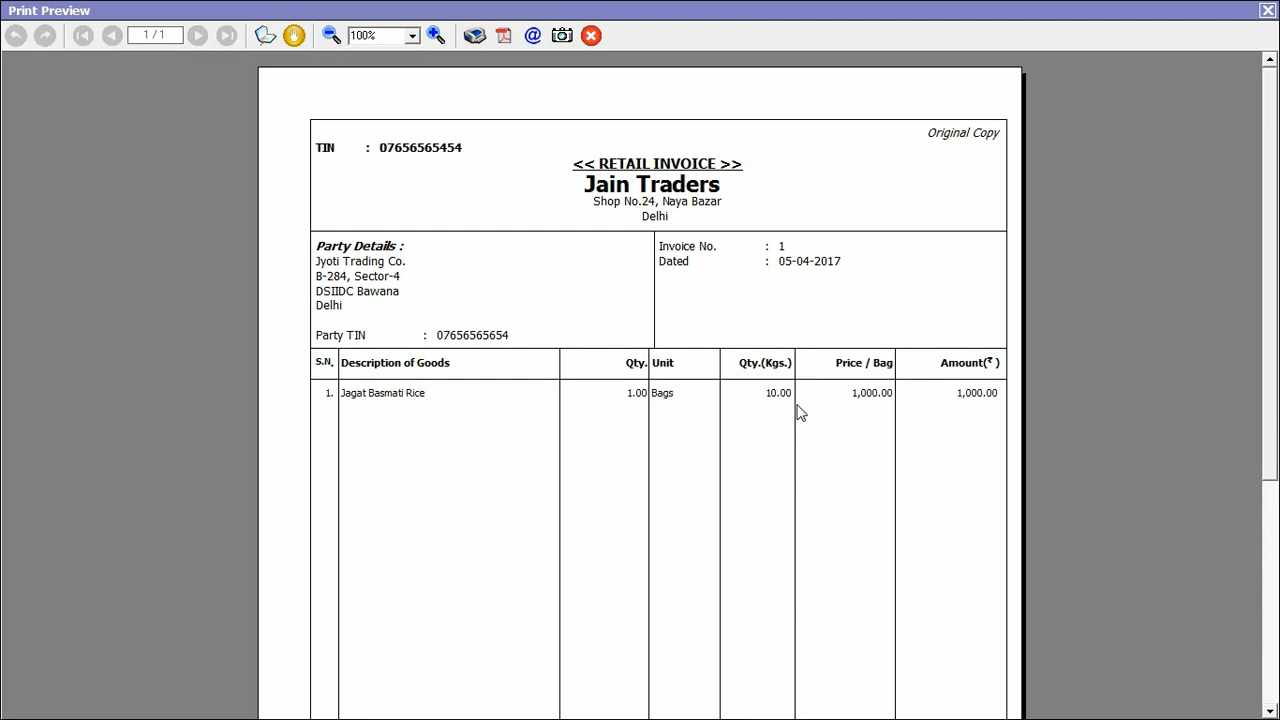 Print Preview
1 / 1
100%
Original Copy
TIN : 07656565454
<< RETAIL INVOICE >>
Jain Traders
Shop No.24, Naya Bazar
Delhi
Party Details :
Jyoti Trading Co.
B-284, Sector-4
DSIIDC Bawana
Delhi
Party TIN : 07656565654
Invoice No. : 1
Dated : 05-04-2017
S.N. Description of Goods Qty. Unit Qty.(Kgs.) Price / Bag Amount(₹ )
1. Jagat Basmati Rice 1.00 Bags 10.00 1,000.00 1,000.00